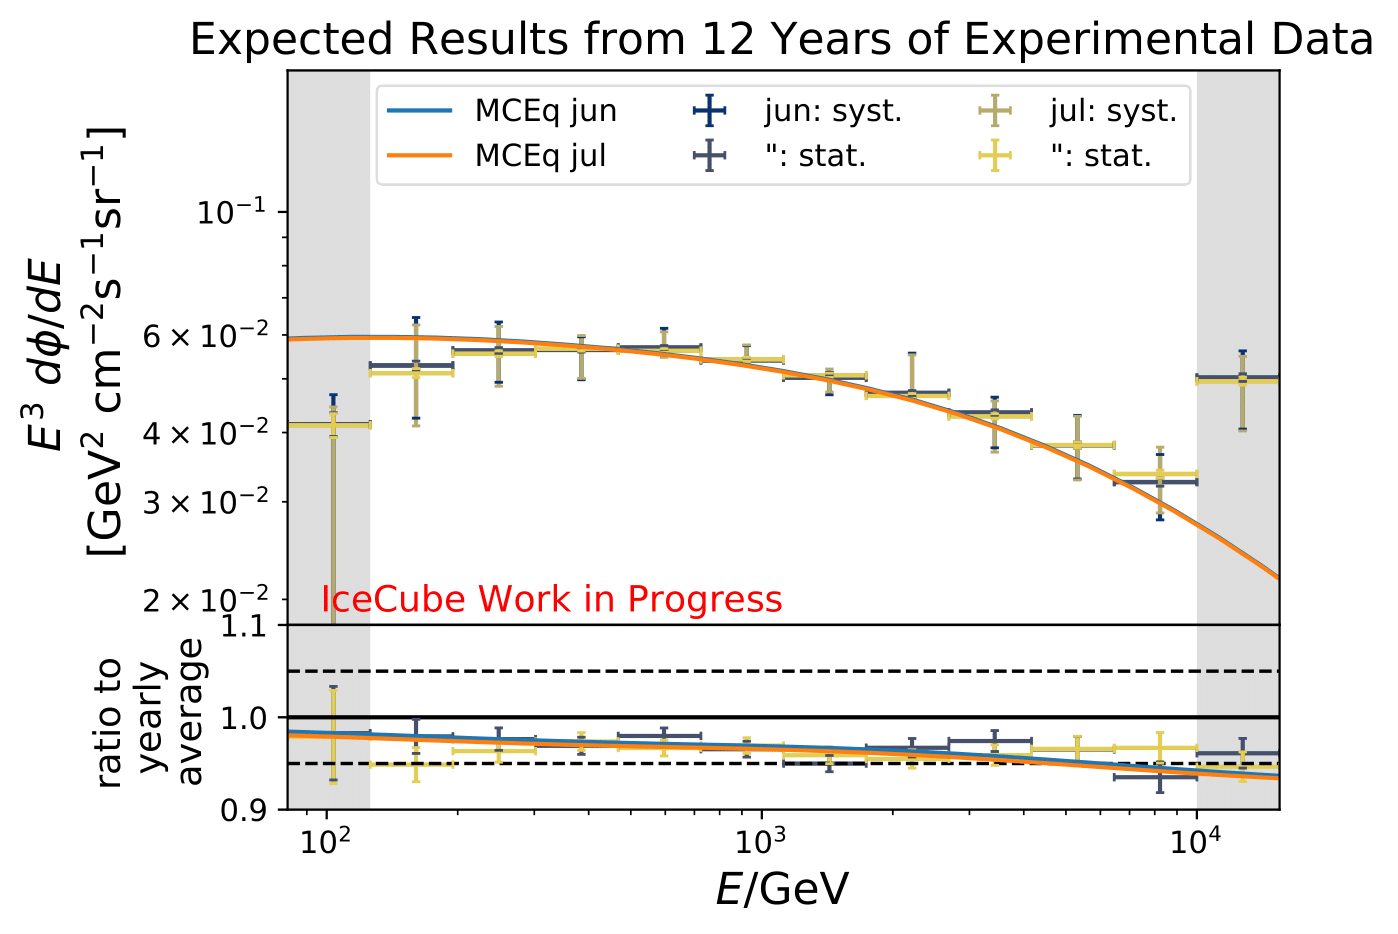 Expected Results from 12 Years of Experimental Data
MCEq jun
MCEq jul
jun: syst.
": stat.
jul: syst.
": stat.
E³ dϕ/dE
[GeV² cm⁻²s⁻¹sr⁻¹]
10⁻¹
6 × 10⁻²
4 × 10⁻²
3 × 10⁻²
2 × 10⁻²
IceCube Work in Progress
ratio to
yearly
average
1.1
1.0
0.9
10²
10³
10⁴
E/GeV